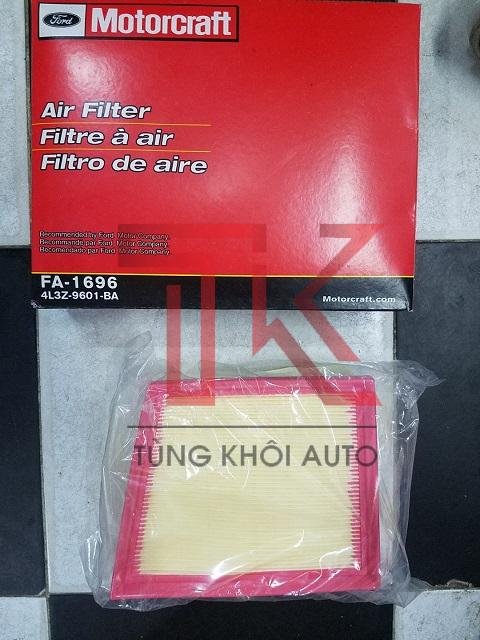 Ford Motorcraft
Air Filter
Filtre à air
Filtro de aire
Recommended by Ford Motor Company.
Recommandé par Ford Motor Company.
Recomendado por Ford Motor Company.
FA-1696
4L3Z-9601-BA
Motorcraft.com
TK
TÙNG KHÔI AUTO